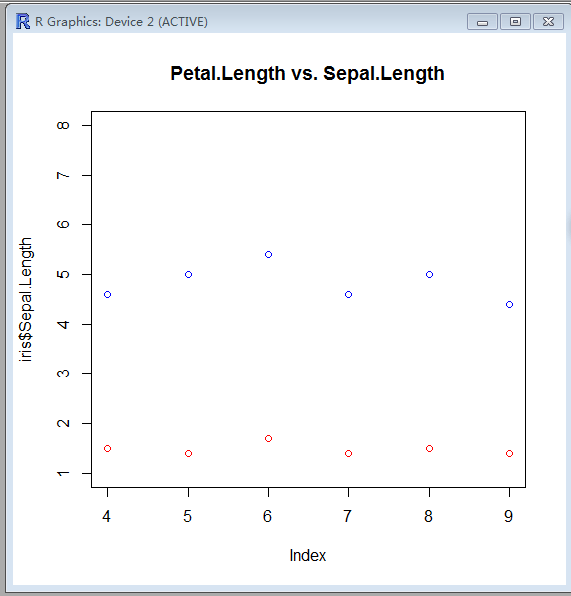 R Graphics: Device 2 (ACTIVE)
Petal.Length vs. Sepal.Length
8
7
6
5
4
3
2
1
iris$Sepal.Length
4 5 6 7 8 9
Index